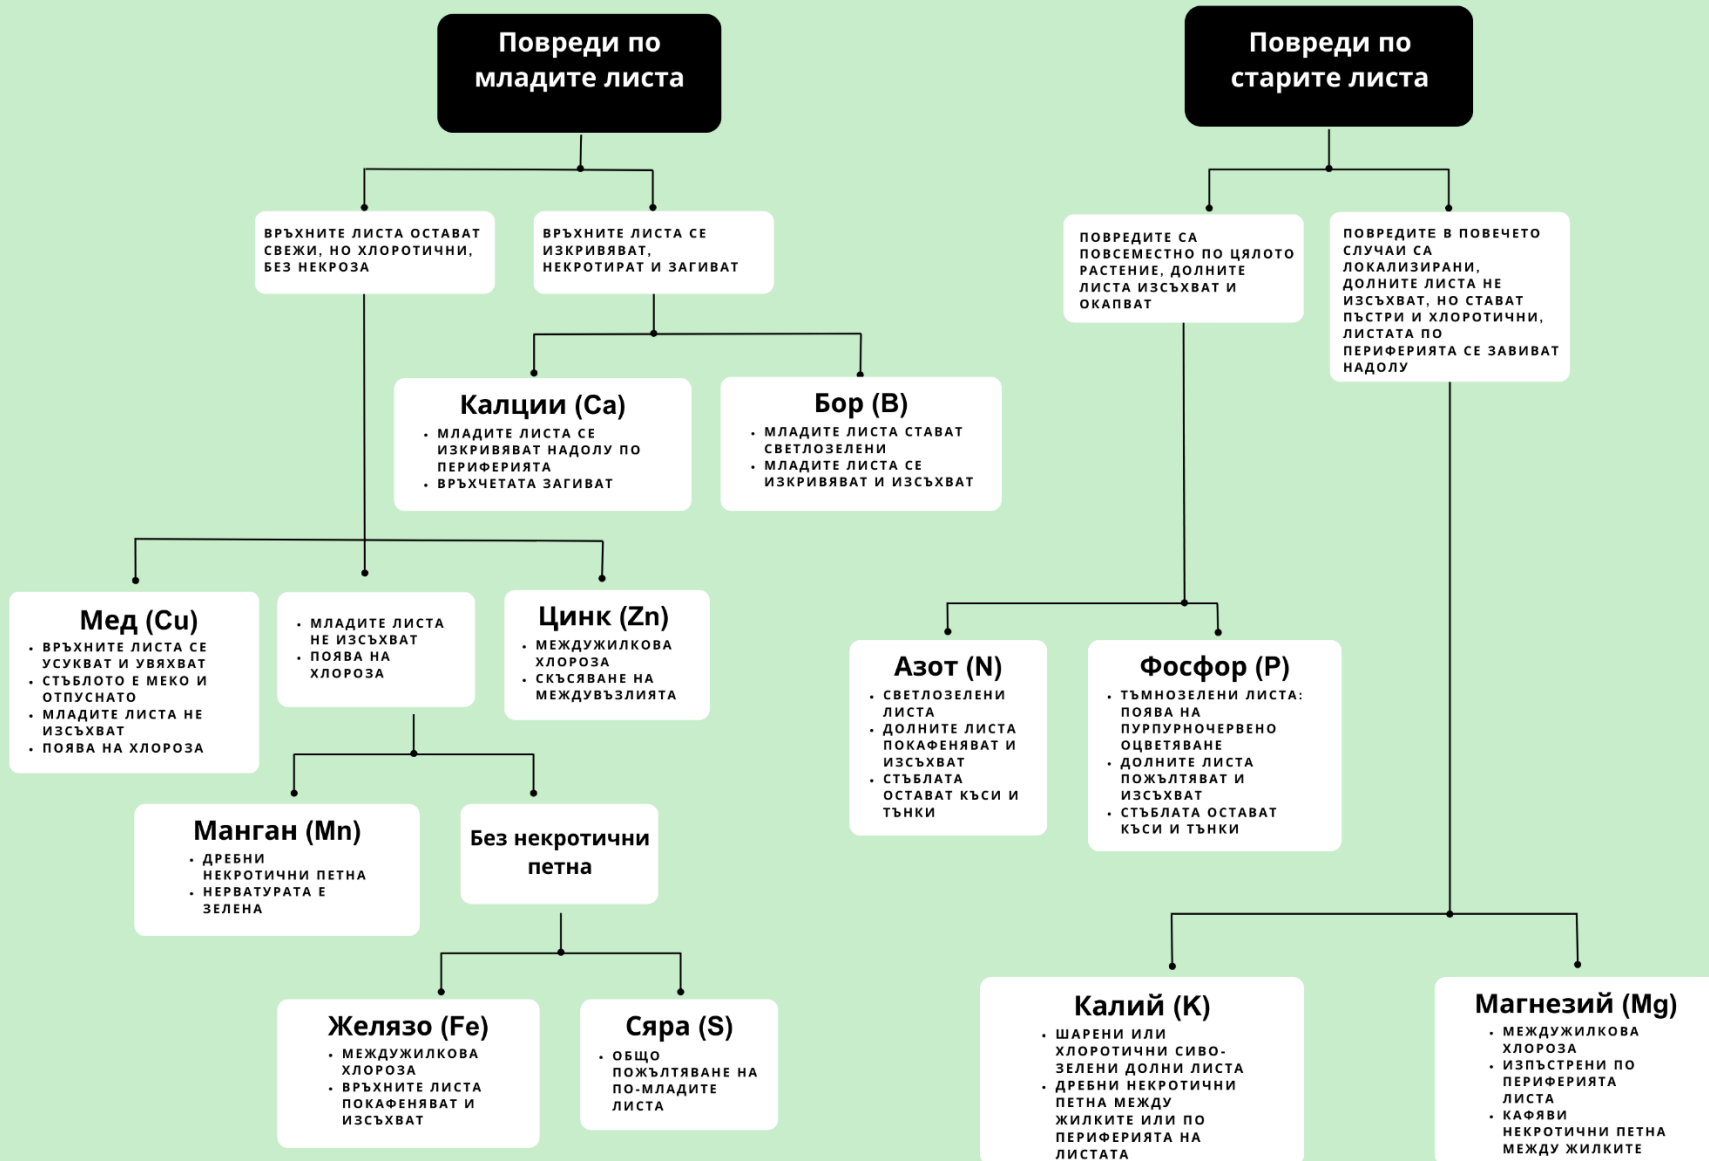 Повреди по
младите листа
Повреди по
старите листа
ВРЪХНИТЕ ЛИСТА ОСТАВАТ
СВЕЖИ, НО ХЛОРОТИЧНИ,
БЕЗ НЕКРОЗА
ВРЪХНИТЕ ЛИСТА СЕ
ИЗКРИВЯВАТ,
НЕКРОТИРАТ И ЗАГИВАТ
ПОВРЕДИТЕ СА
ПОВСЕМЕСТНО ПО ЦЯЛОТО
РАСТЕНИЕ, ДОЛНИТЕ
ЛИСТА ИЗСЪХВАТ И
ОКАПВАТ
ПОВРЕДИТЕ В ПОВЕЧЕТО
СЛУЧАИ СА
ЛОКАЛИЗИРАНИ,
ДОЛНИТЕ ЛИСТА НЕ
ИЗСЪХВАТ, НО СТАВАТ
ПЪСТРИ И ХЛОРОТИЧНИ,
ЛИСТАТА ПО
ПЕРИФЕРИЯТА СЕ ЗАВИВАТ
НАДОЛУ
Калции (Ca)
• МЛАДИТЕ ЛИСТА СЕ
ИЗКРИВЯВАТ НАДОЛУ ПО
ПЕРИФЕРИЯТА
• ВРЪХЧЕТАТА ЗАГИВАТ
Бор (B)
• МЛАДИТЕ ЛИСТА СТАВАТ
СВЕТЛОЗЕЛЕНИ
• МЛАДИТЕ ЛИСТА СЕ
ИЗКРИВЯВАТ И ИЗСЪХВАТ
Мед (Cu)
• ВРЪХНИТЕ ЛИСТА СЕ
УСУКВАТ И УВЯХВАТ
• СТЪБЛОТО Е МЕКО И
ОТПУСНАТО
• МЛАДИТЕ ЛИСТА НЕ
ИЗСЪХВАТ
• ПОЯВА НА ХЛОРОЗА
• МЛАДИТЕ ЛИСТА
НЕ ИЗСЪХВАТ
• ПОЯВА НА
ХЛОРОЗА
Цинк (Zn)
• МЕЖДУЖИЛКОВА
ХЛОРОЗА
• СКЪСЯВАНЕ НА
МЕЖДУВЪЗЛИЯТА
Азот (N)
• СВЕТЛОЗЕЛЕНИ
ЛИСТА
• ДОЛНИТЕ ЛИСТА
ПОКАФЕНЯВАТ И
ИЗСЪХВАТ
• СТЪБЛАТА
ОСТАВАТ КЪСИ И
ТЪНКИ
Фосфор (P)
• ТЪМНОЗЕЛЕНИ ЛИСТА:
ПОЯВА НА
ПУРПУРНОЧЕРВЕНО
ОЦВЕТЯВАНЕ
• ДОЛНИТЕ ЛИСТА
ПОЖЪЛТЯВАТ И
ИЗСЪХВАТ
• СТЪБЛАТА ОСТАВАТ
КЪСИ И ТЪНКИ
Манган (Mn)
• ДРЕБНИ
НЕКРОТИЧНИ ПЕТНА
• НЕРВАТУРАТА Е
ЗЕЛЕНА
Без некротични
петна
Желязо (Fe)
• МЕЖДУЖИЛКОВА
ХЛОРОЗА
• ВРЪХНИТЕ ЛИСТА
ПОКАФЕНЯВАТ И
ИЗСЪХВАТ
Сяра (S)
• ОБЩО
ПОЖЪЛТЯВАНЕ НА
ПО-МЛАДИТЕ
ЛИСТА
Калий (K)
• ШАРЕНИ ИЛИ
ХЛОРОТИЧНИ СИВО-
ЗЕЛЕНИ ДОЛНИ ЛИСТА
• ДРЕБНИ НЕКРОТИЧНИ
ПЕТНА МЕЖДУ
ЖИЛКИТЕ ИЛИ ПО
ПЕРИФЕРИЯТА НА
ЛИСТАТА
Магнезий (Mg)
• МЕЖДУЖИЛКОВА
ХЛОРОЗА
• ИЗПЪСТРЕНИ ПО
ПЕРИФЕРИЯТА
ЛИСТА
• КАФЯВИ
НЕКРОТИЧНИ ПЕТНА
МЕЖДУ ЖИЛКИТЕ